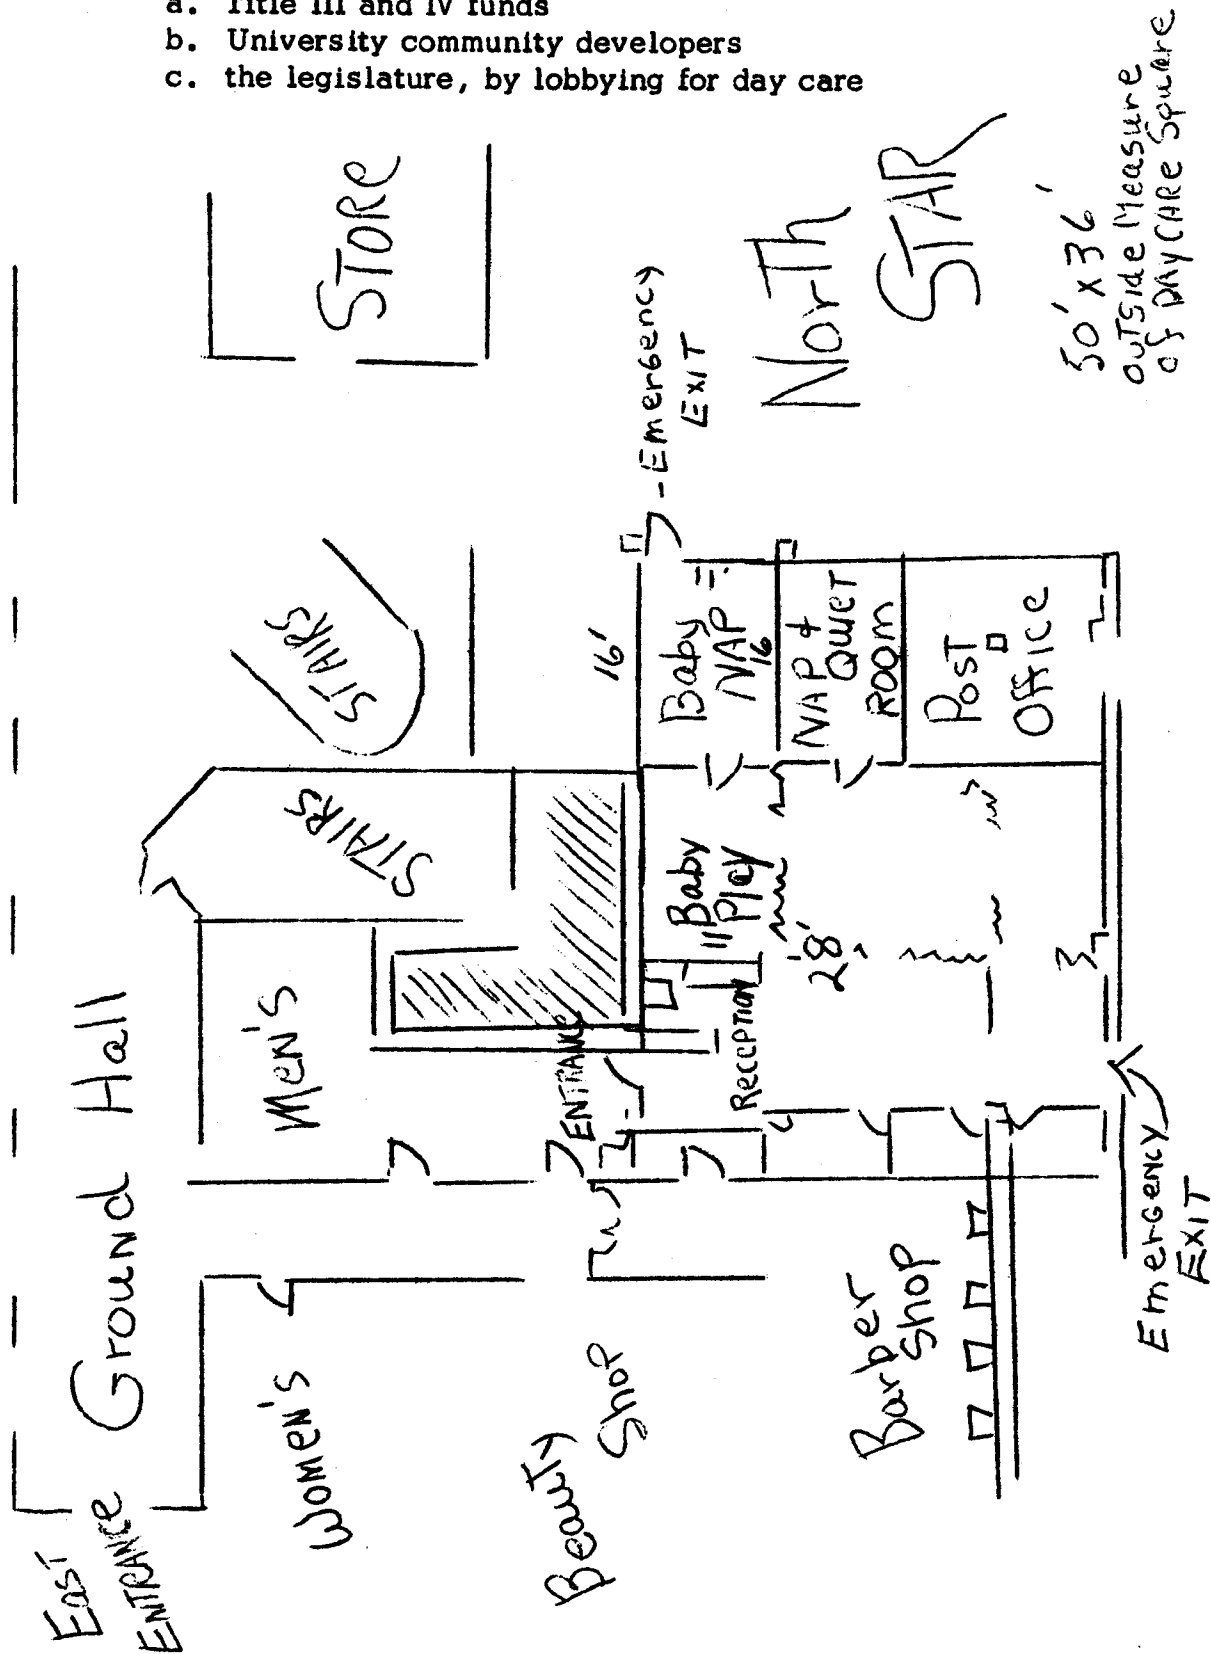 a. Title III and IV funds
b. University community developers
c. the legislature, by lobbying for day care
East
ENTRANCE
Ground Hall
Women's
Men's
STAIRS
STAIRS
STORE
Beauty
Shop
ENTRANCE
16'
-Emergency
EXIT
Baby
Play
Baby
NAP
16
RECEPTION
28'
NAP +
Quiet
ROOM
North
STAR
Barber
Shop
Post
Office
Emergency
EXIT
50' x 36'
Outside Measure
of DAY CARE Square